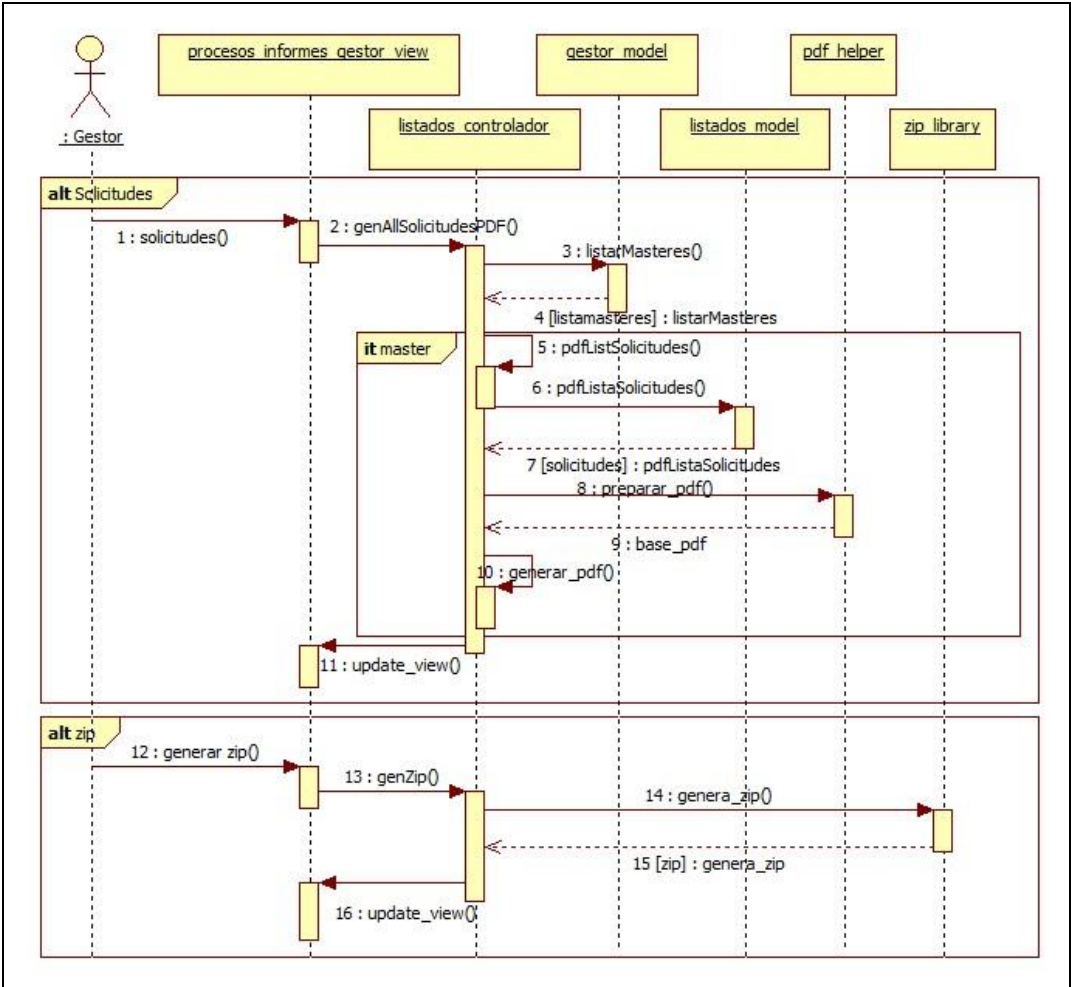 procesos_informes_gestor_view
gestor_model
pdf_helper
listados_controlador
listados_model
zip_library
: Gestor
alt Solicitudes
1 : solicitudes()
2 : genAllSolicitudesPDF()
3 : listarMasteres()
4 [listamasteres] : listarMasteres
it master
5 : pdfListSolicitudes()
6 : pdfListaSolicitudes()
7 [solicitudes] : pdfListaSolicitudes
8 : preparar_pdf()
9 : base_pdf
10 : generar_pdf()
11 : update_view()
alt zip
12 : generar zip()
13 : genZip()
14 : genera_zip()
15 [zip] : genera_zip
16 : update_view()